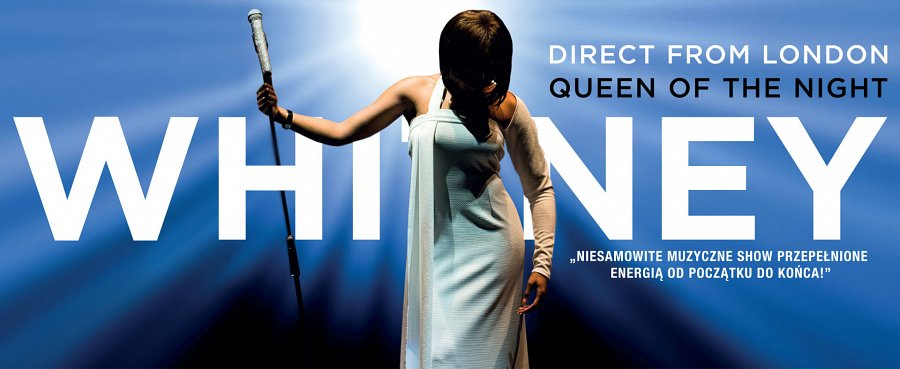 DIRECT FROM LONDON
QUEEN OF THE NIGHT
WHITNEY
„NIESAMOWITE MUZYCZNE SHOW PRZEPEŁNIONE
ENERGIĄ OD POCZĄTKU DO KOŃCA!”